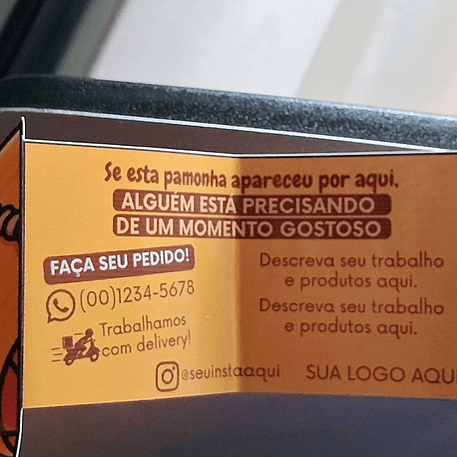 Se esta pamonha apareceu por aqui,
ALGUÉM ESTÁ PRECISANDO
DE UM MOMENTO GOSTOSO
FAÇA SEU PEDIDO!
(00)1234-5678
Trabalhamos
com delivery!
Descreva seu trabalho
e produtos aqui.
Descreva seu trabalho
e produtos aqui.
@seuinstaaqui
SUA LOGO AQUI